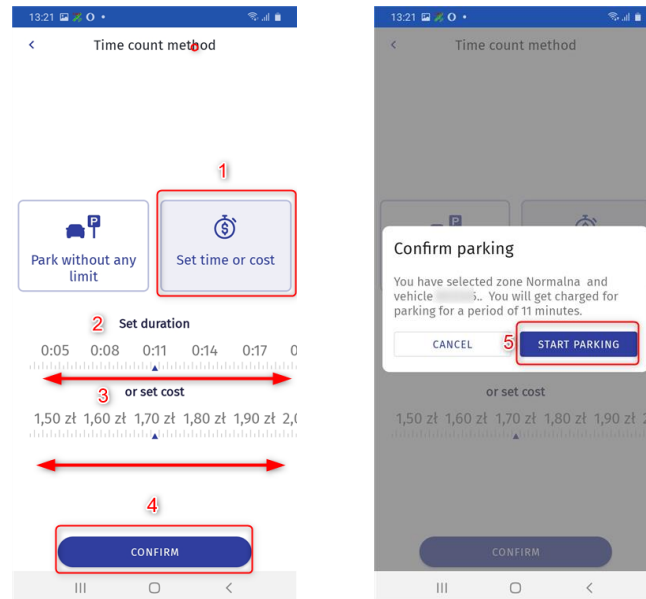 13:21
Time count method
1
P
$
Park without any
limit
Set time or cost
2
Set duration
0:05 0:08 0:11 0:14 0:17 0
3
or set cost
1,50 zł 1,60 zł 1,70 zł 1,80 zł 1,90 zł 2,0
4
CONFIRM
13:21
Time count method
P
Confirm parking
You have selected zone Normalna and
vehicle 5.. You will get charged for
parking for a period of 11 minutes.
CANCEL
5
START PARKING
or set cost
1,50 zł 1,60 zł 1,70 zł 1,80 zł 1,90 zł 2
CONFIRM